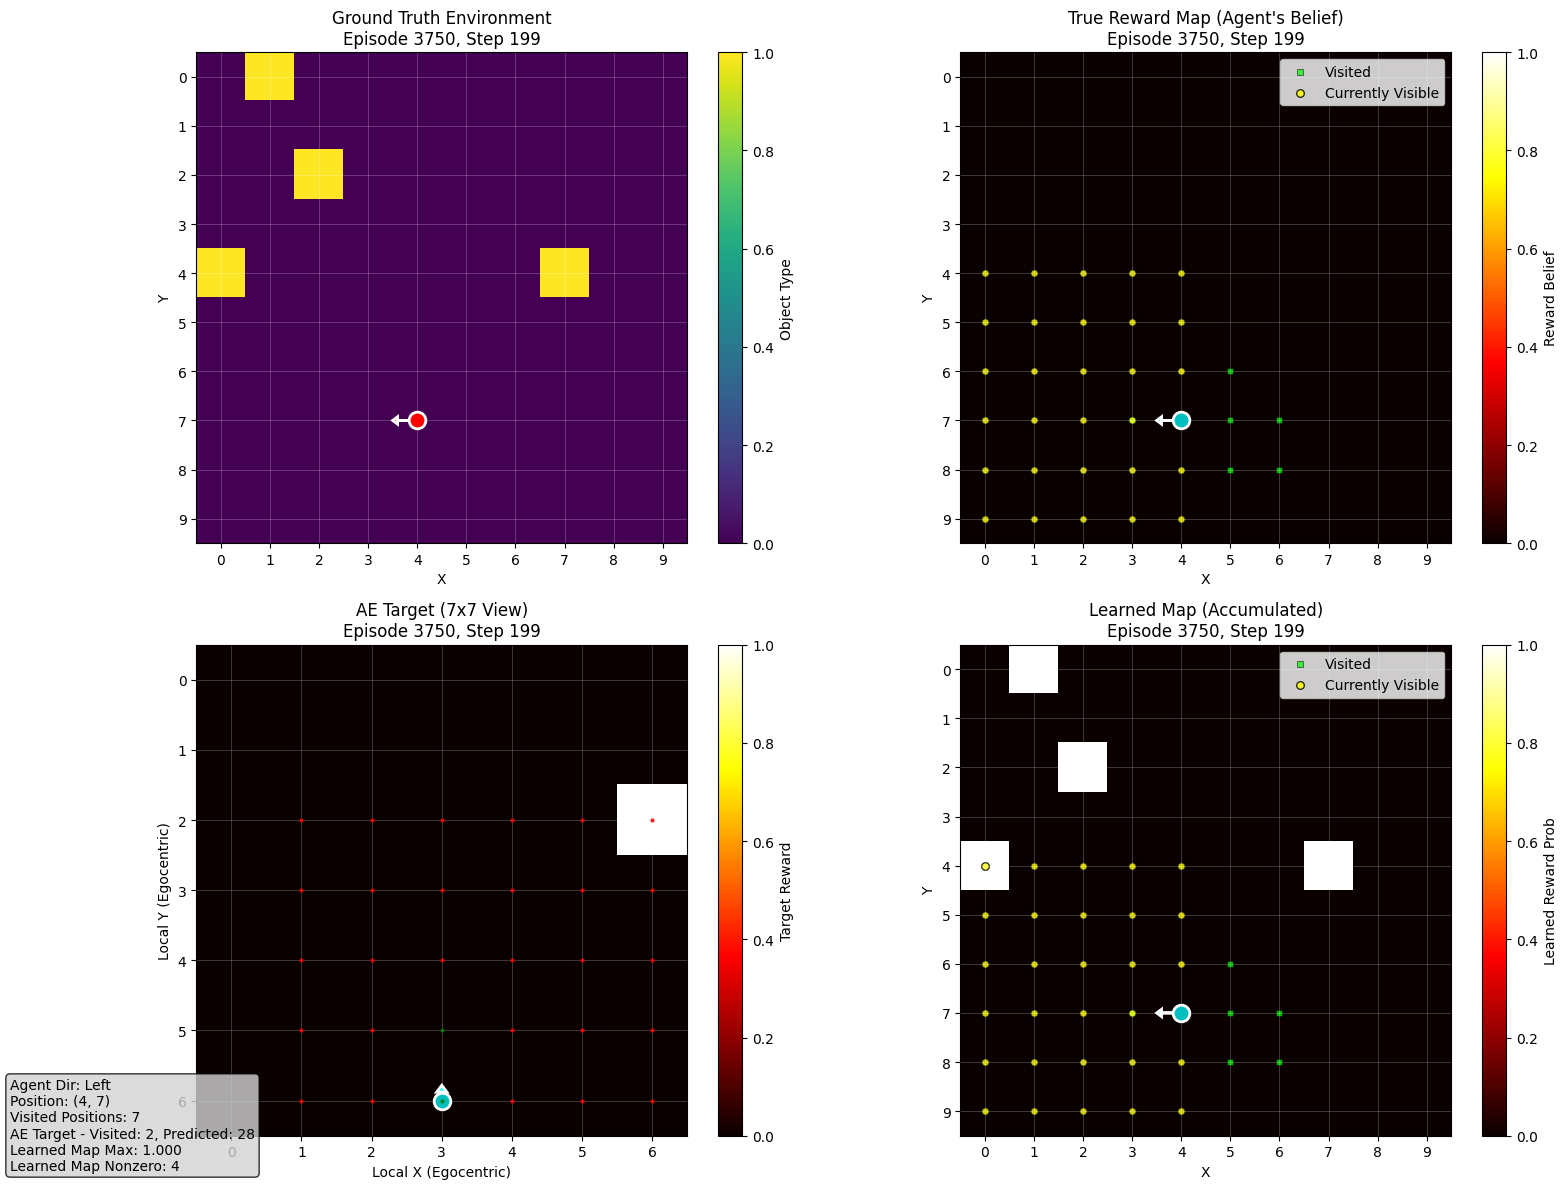 Ground Truth Environment
Episode 3750, Step 199
0
1
2
3
4
5
6
7
8
9
Y
0 1 2 3 4 5 6 7 8 9
X
1.0
0.8
0.6
0.4
0.2
0.0
Object Type
True Reward Map (Agent's Belief)
Episode 3750, Step 199
Visited
Currently Visible
0
1
2
3
4
5
6
7
8
9
Y
0 1 2 3 4 5 6 7 8 9
X
1.0
0.8
0.6
0.4
0.2
0.0
Reward Belief
AE Target (7x7 View)
Episode 3750, Step 199
0
1
2
3
4
5
6
Local Y (Egocentric)
0 1 2 3 4 5 6
Local X (Egocentric)
1.0
0.8
0.6
0.4
0.2
0.0
Target Reward
Learned Map (Accumulated)
Episode 3750, Step 199
Visited
Currently Visible
0
1
2
3
4
5
6
7
8
9
Y
0 1 2 3 4 5 6 7 8 9
X
1.0
0.8
0.6
0.4
0.2
0.0
Learned Reward Prob
Agent Dir: Left
Position: (4, 7)
Visited Positions: 7
AE Target - Visited: 2, Predicted: 28
Learned Map Max: 1.000
Learned Map Nonzero: 4